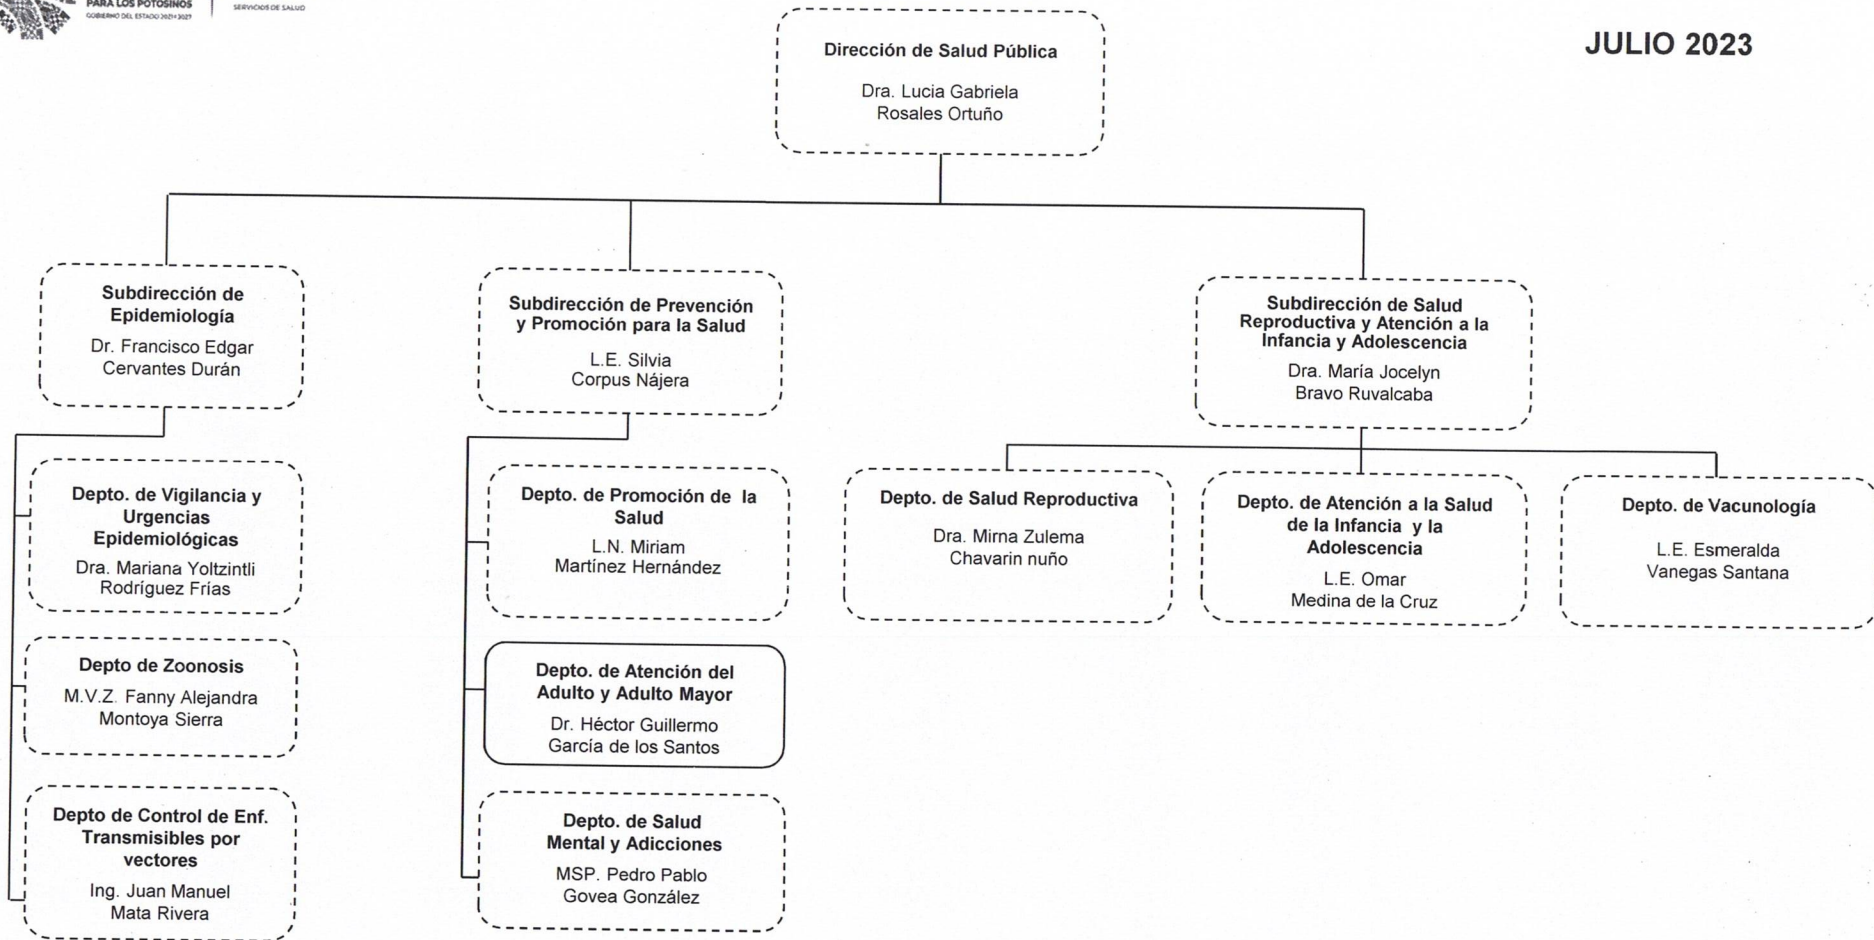 PARA LOS POTOSINOS
GOBIERNO DEL ESTADO 2021•2027
SERVICIOS DE SALUD
JULIO 2023
Dirección de Salud Pública
Dra. Lucia Gabriela
Rosales Ortuño
Subdirección de
Epidemiología
Dr. Francisco Edgar
Cervantes Durán
Subdirección de Prevención
y Promoción para la Salud
L.E. Silvia
Corpus Nájera
Subdirección de Salud
Reproductiva y Atención a la
Infancia y Adolescencia
Dra. María Jocelyn
Bravo Ruvalcaba
Depto. de Vigilancia y
Urgencias
Epidemiológicas
Dra. Mariana Yoltzintli
Rodríguez Frías
Depto de Zoonosis
M.V.Z. Fanny Alejandra
Montoya Sierra
Depto de Control de Enf.
Transmisibles por
vectores
Ing. Juan Manuel
Mata Rivera
Depto. de Promoción de la
Salud
L.N. Miriam
Martínez Hernández
Depto. de Atención del
Adulto y Adulto Mayor
Dr. Héctor Guillermo
García de los Santos
Depto. de Salud
Mental y Adicciones
MSP. Pedro Pablo
Govea González
Depto. de Salud Reproductiva
Dra. Mirna Zulema
Chavarin nuño
Depto. de Atención a la Salud
de la Infancia y la
Adolescencia
L.E. Omar
Medina de la Cruz
Depto. de Vacunología
L.E. Esmeralda
Vanegas Santana